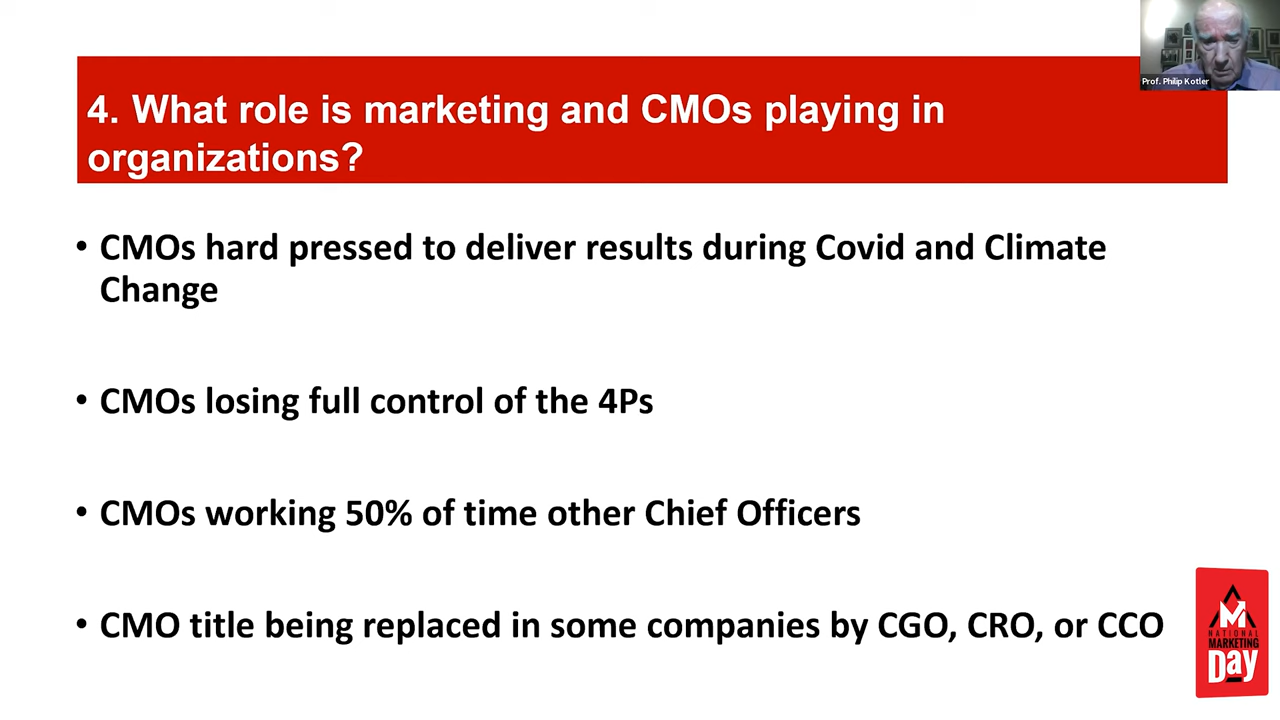 Prof. Philip Kotler
4. What role is marketing and CMOs playing in
organizations?
• CMOs hard pressed to deliver results during Covid and Climate
Change
• CMOs losing full control of the 4Ps
• CMOs working 50% of time other Chief Officers
• CMO title being replaced in some companies by CGO, CRO, or CCO
M
NATIONAL
MARKETING
Day